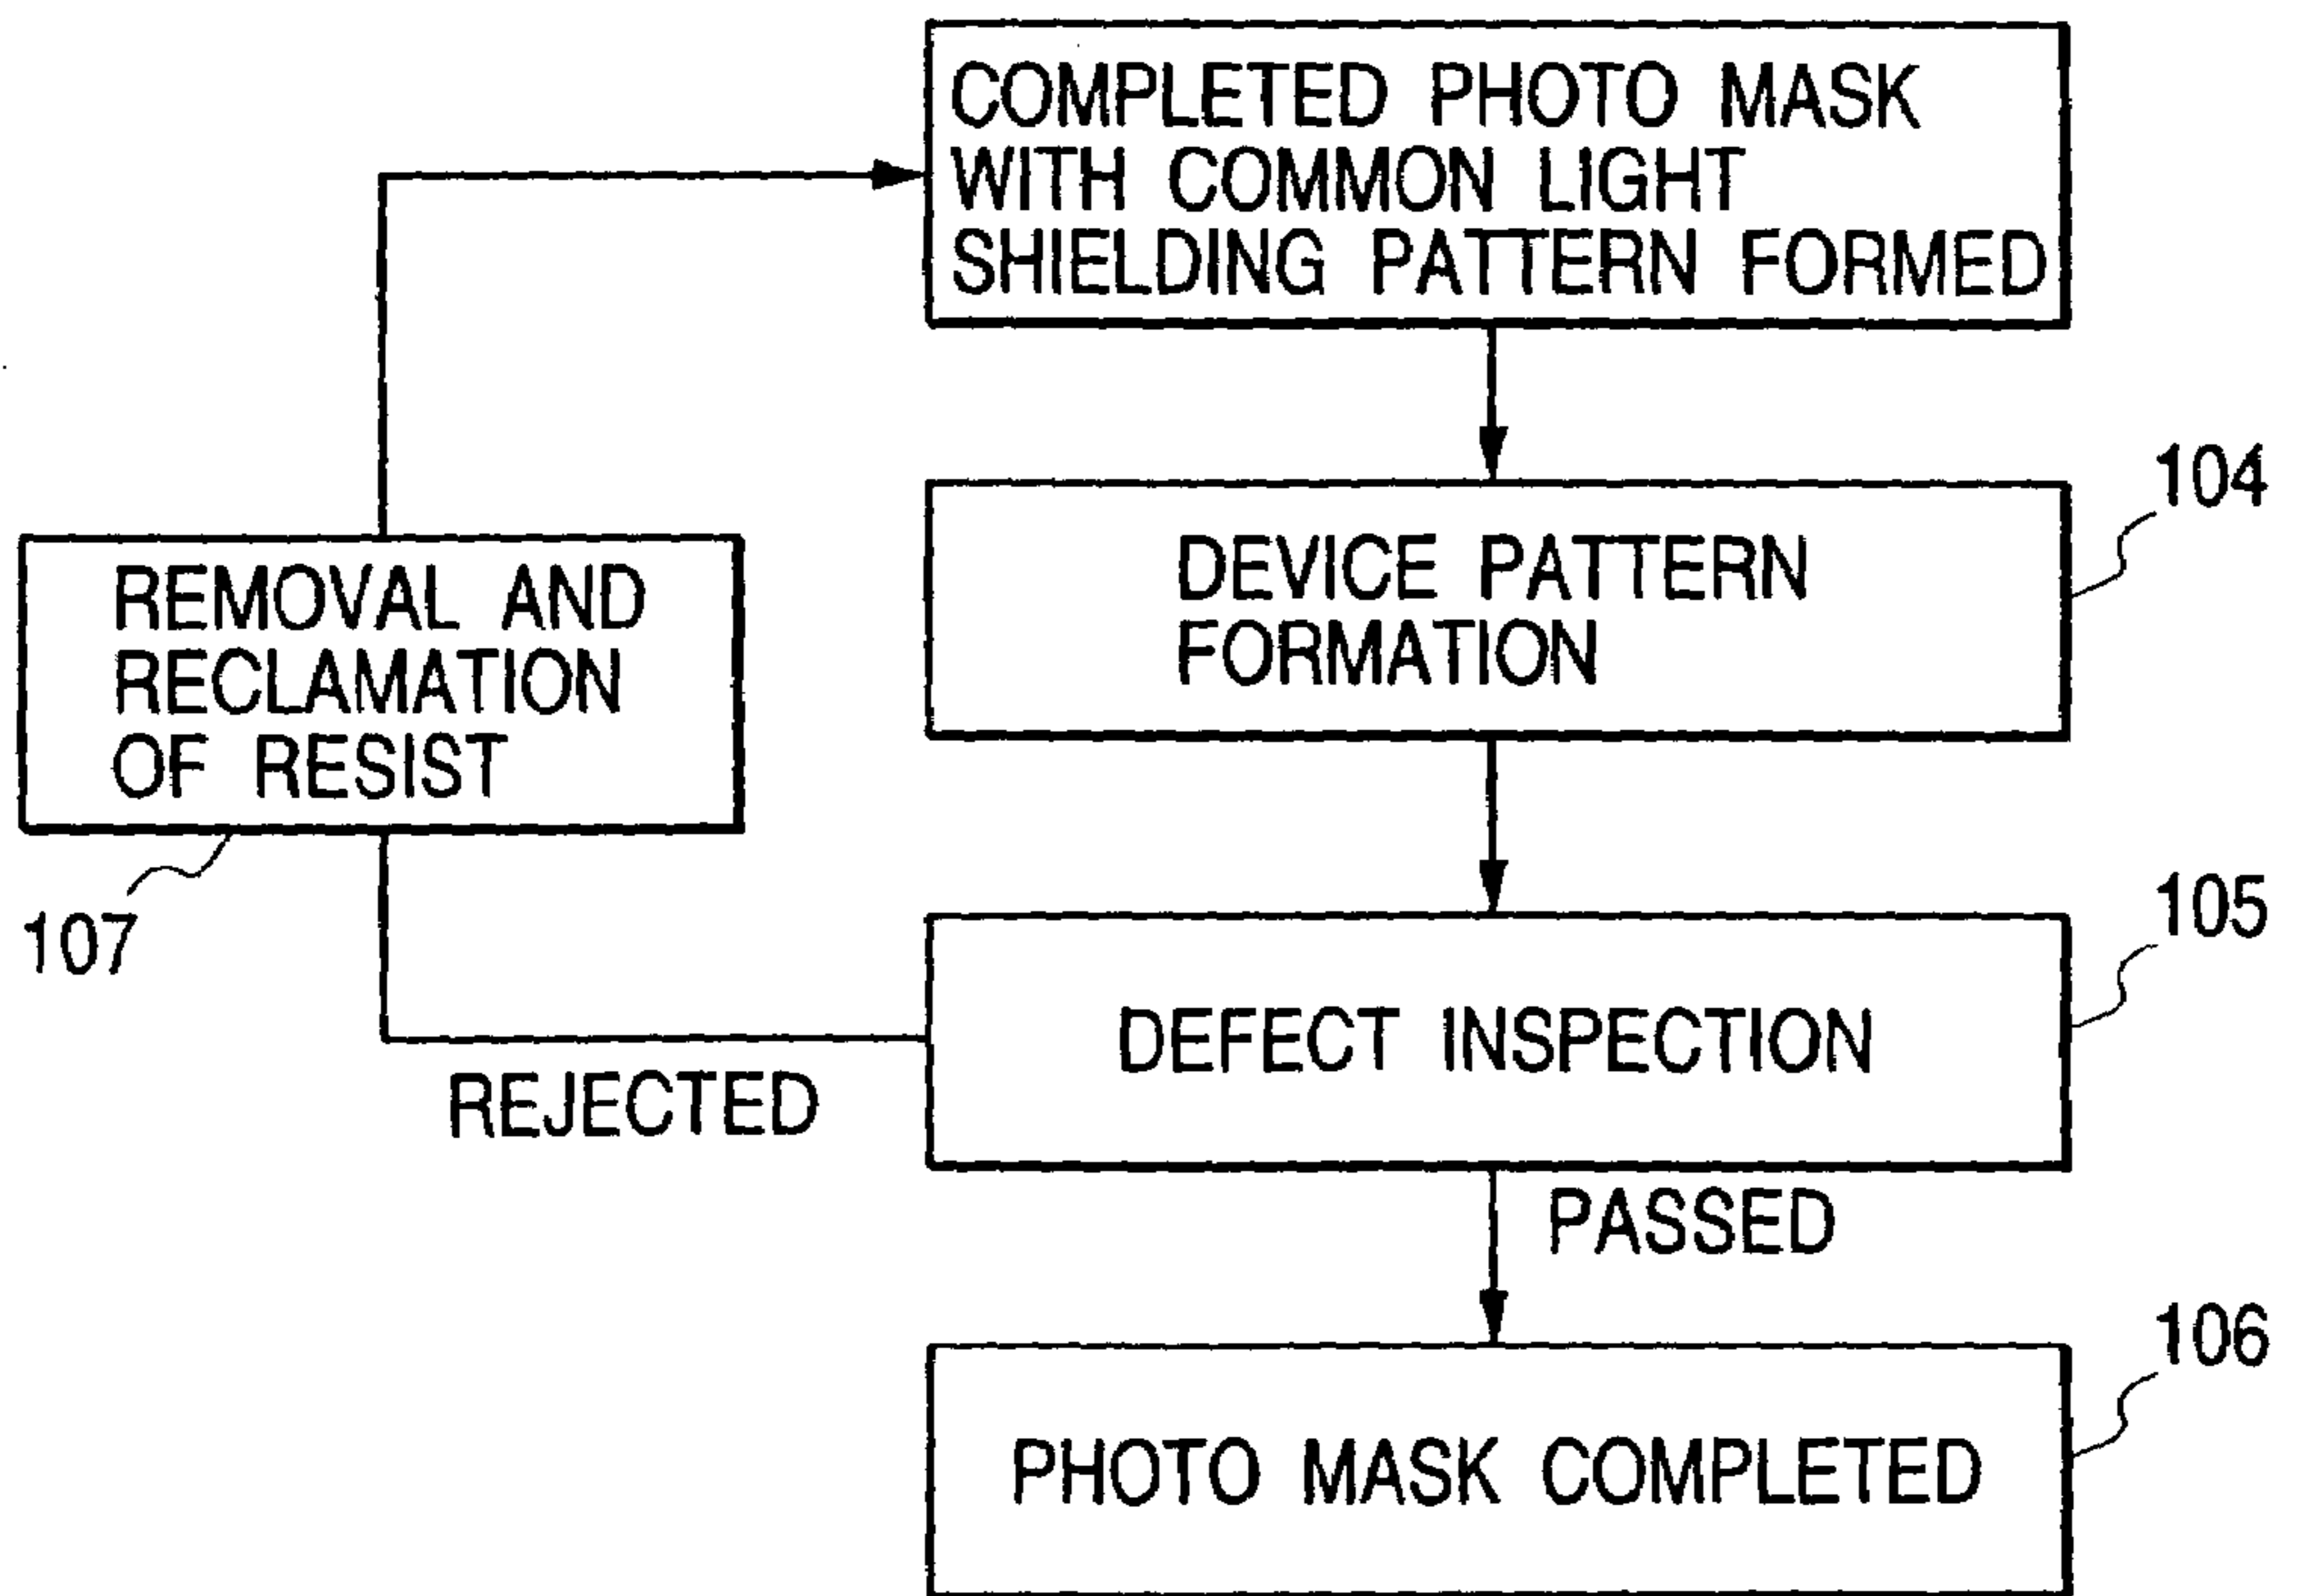 COMPLETED PHOTO MASK
WITH COMMON LIGHT
SHIELDING PATTERN FORMED
104
DEVICE PATTERN
FORMATION
REMOVAL AND
RECLAMATION
OF RESIST
107
105
DEFECT INSPECTION
REJECTED
PASSED
106
PHOTO MASK COMPLETED